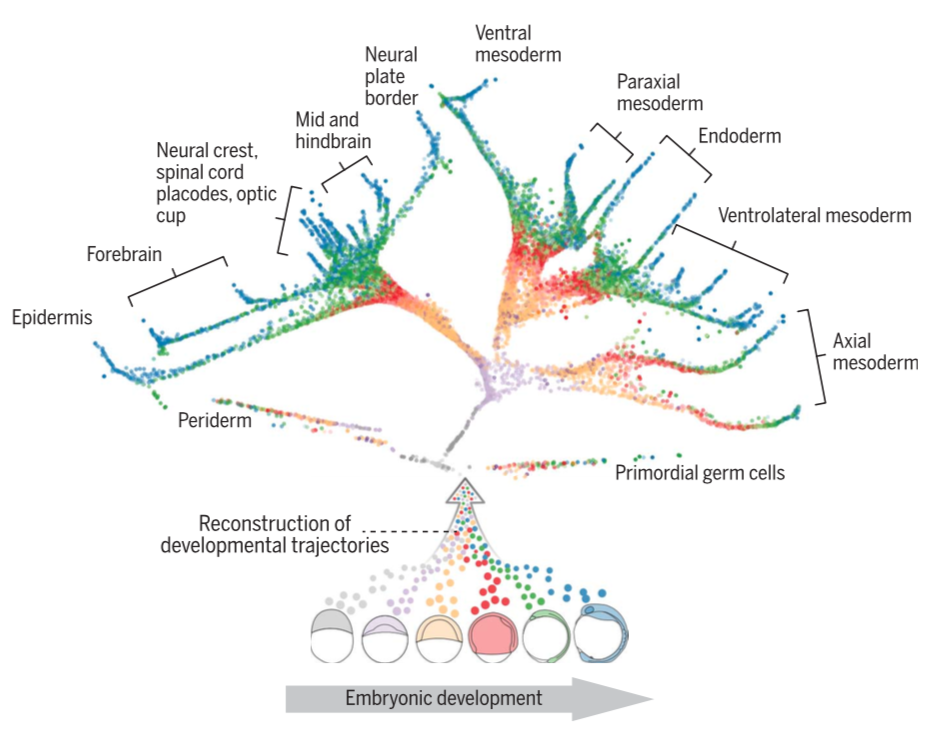 Ventral
mesoderm
Neural
plate
border
Paraxial
mesoderm
Mid and
hindbrain
Endoderm
Neural crest,
spinal cord
placodes, optic
cup
Ventrolateral mesoderm
Forebrain
Epidermis
Axial
mesoderm
Periderm
Primordial germ cells
Reconstruction of
developmental trajectories
Embryonic development